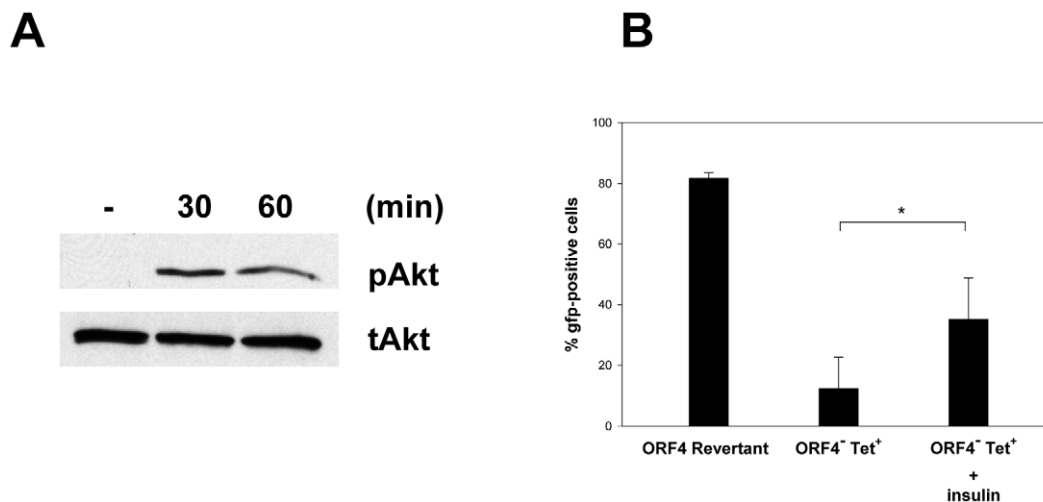 A
- 30 60 (min)
pAkt
tAkt
B
100
80
60
40
20
0
% gfp-positive cells
*
ORF4 Revertant
ORF4⁻ Tet⁺
ORF4⁻ Tet⁺
+
insulin